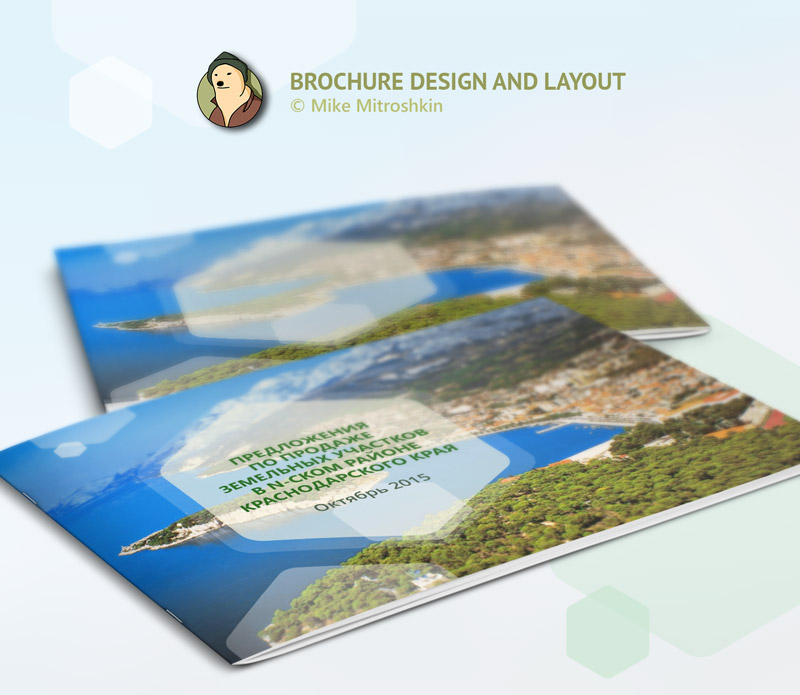 BROCHURE DESIGN AND LAYOUT
© Mike Mitroshkin
ПРЕДЛОЖЕНИЯ
ПО ПРОДАЖЕ
ЗЕМЕЛЬНЫХ УЧАСТКОВ
В N-СКОМ РАЙОНЕ
КРАСНОДАРСКОГО КРАЯ
Октябрь 2015